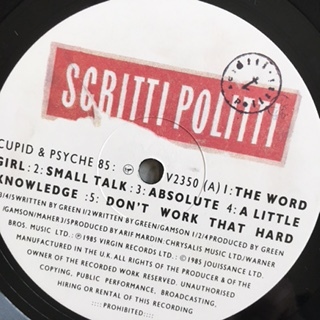 SCRITTI POLITTI
CUPID & PSYCHE 85: V2350 (A) 1: THE WORD
GIRL: 2: SMALL TALK: 3: ABSOLUTE 4: A LITTLE
KNOWLEDGE :5: DON'T WORK THAT HARD
3/4/5 WRITTEN BY GREEN 1/2 WRITTEN BY GREEN/GAMSON 1/2/4 PRODUCED BY GREEN
/GAMSON/MAHER 3/5 PRODUCED BY ARIF MARDIN: CHRYSALIS MUSIC LTD/WARNER
BROS. MUSIC LTD. ℗ 1985 VIRGIN RECORDS LTD. : © 1985 JOUISSANCE LTD.
MANUFACTURED IN THE U.K. ALL RIGHTS OF THE PRODUCER & OF THE
OWNER OF THE RECORDED WORK RESERVED. UNAUTHORISED
COPYING, PUBLIC PERFORMANCE, BROADCASTING,
HIRING OR RENTAL OF THIS RECORDING
:::: PROHIBITED ::::